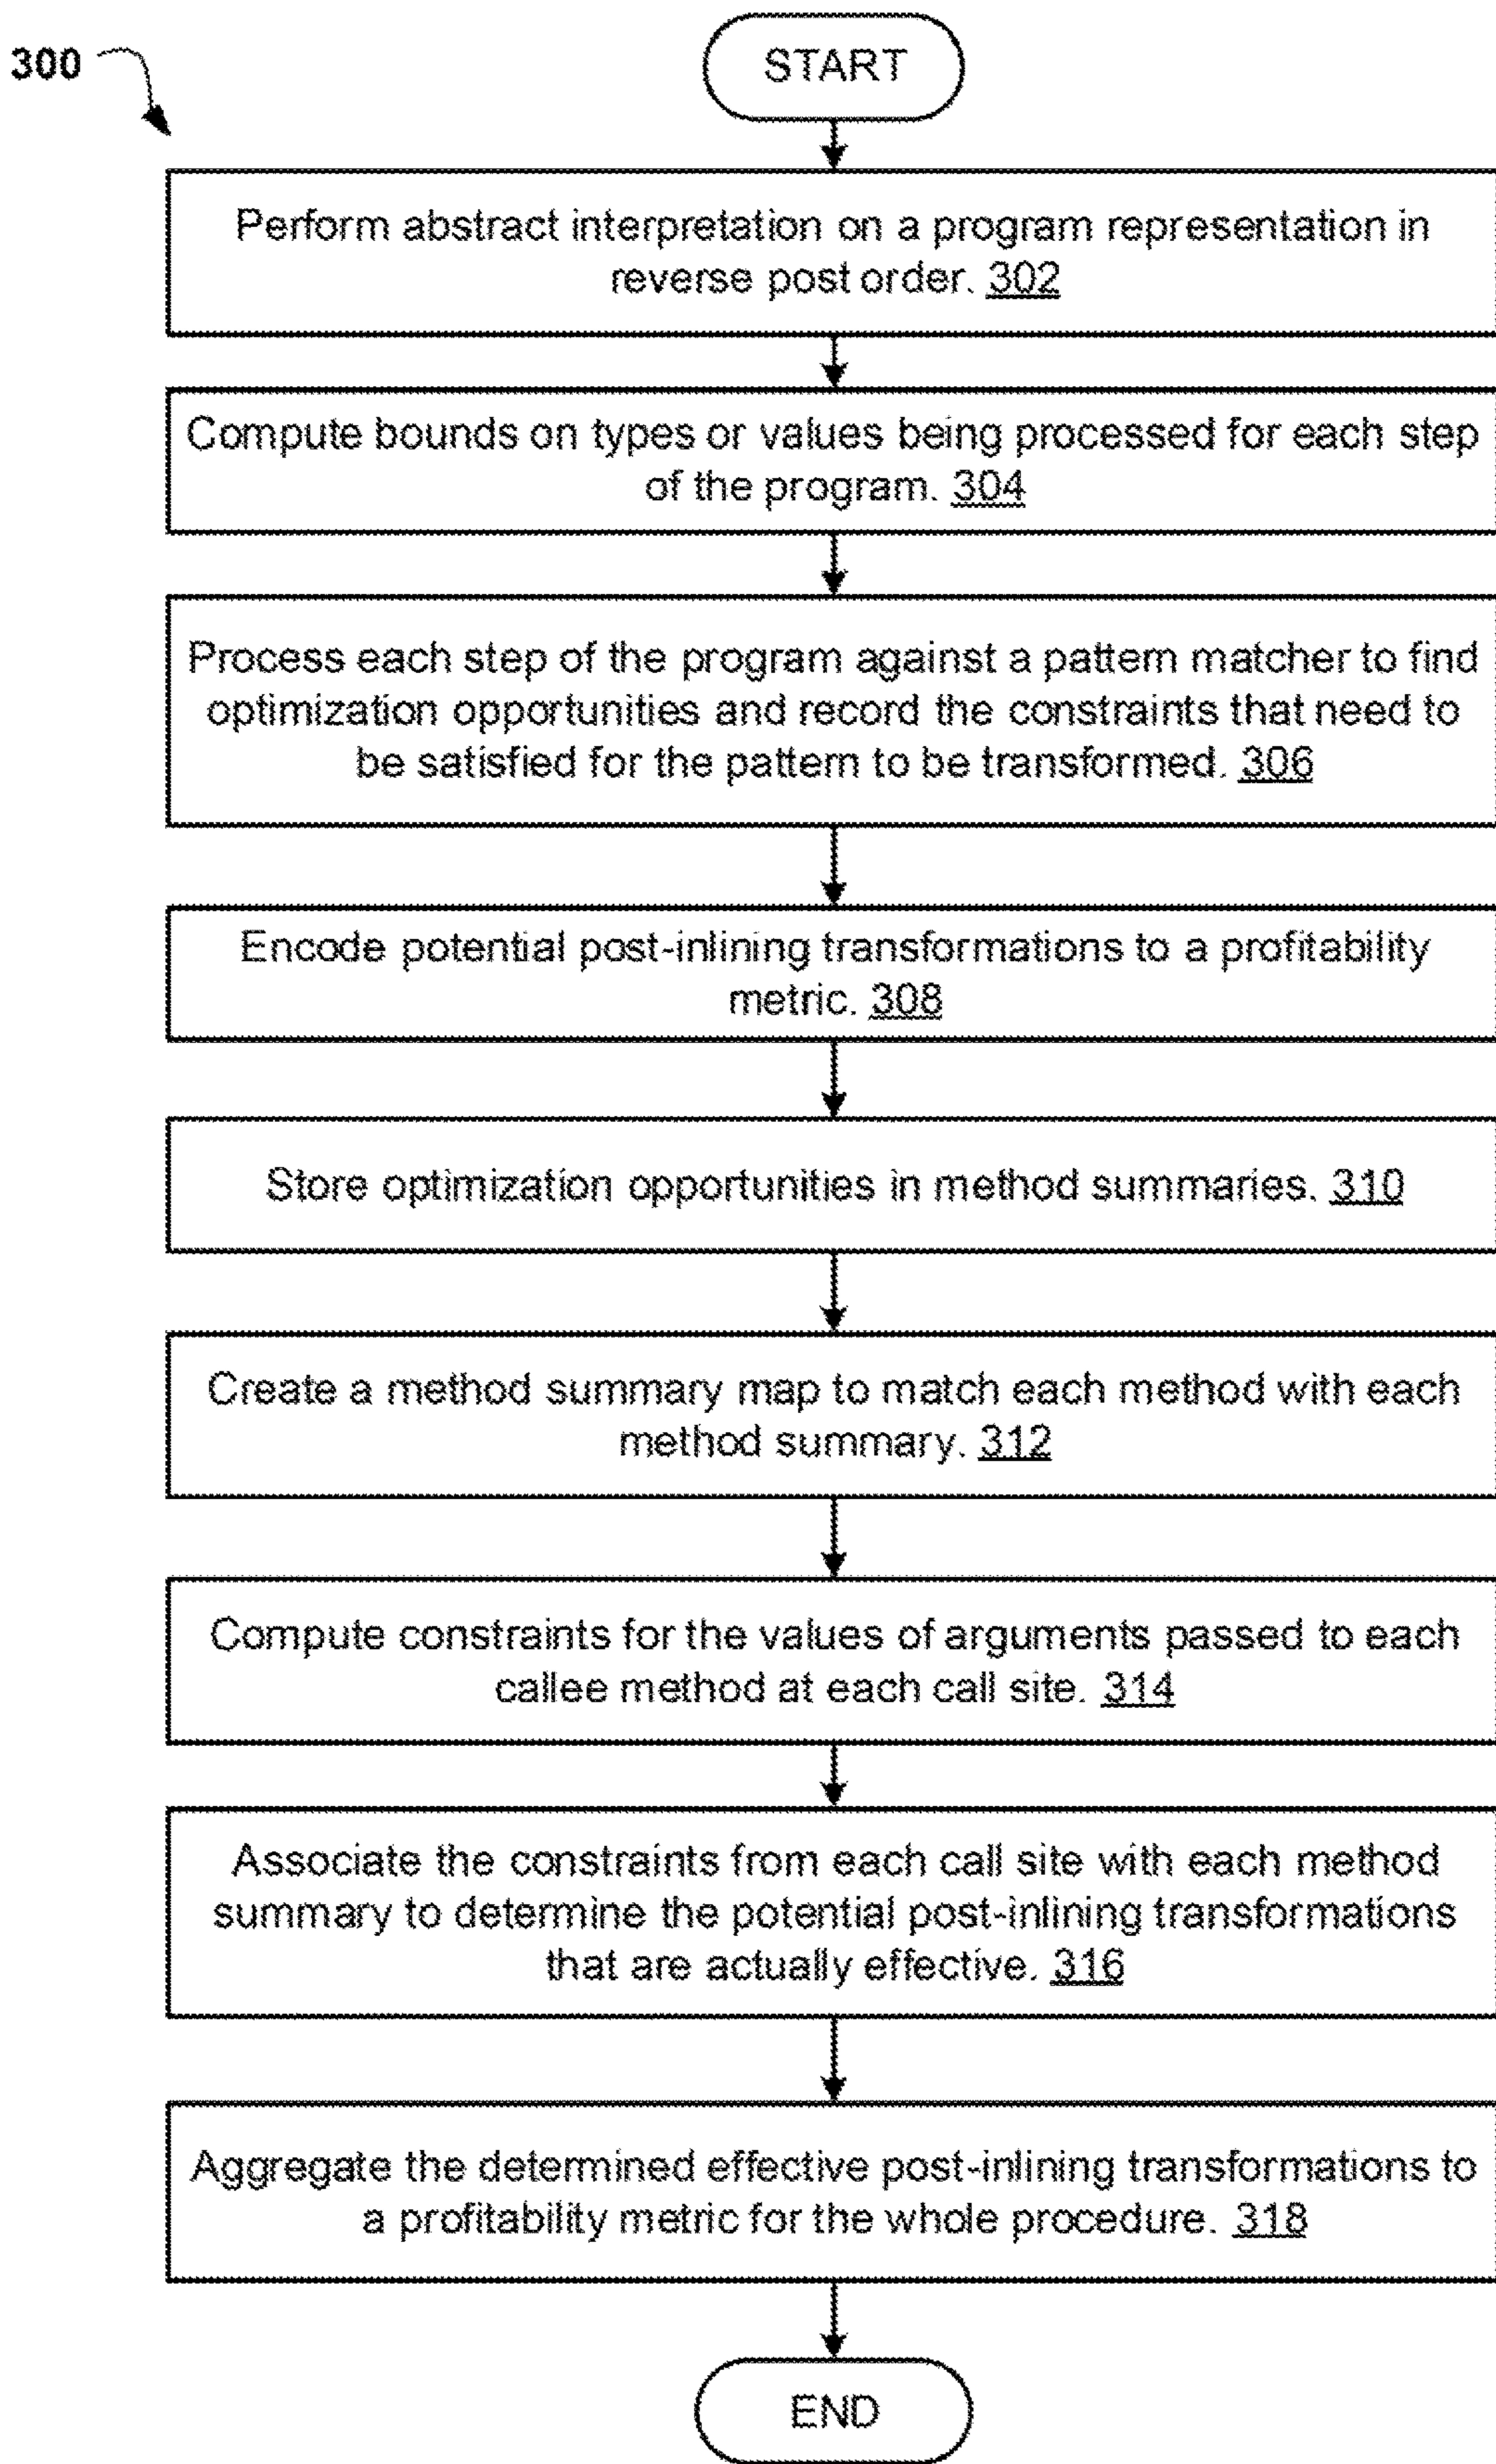 300
START
Perform abstract interpretation on a program representation in
reverse post order. 302
Compute bounds on types or values being processed for each step
of the program. 304
Process each step of the program against a pattern matcher to find
optimization opportunities and record the constraints that need to
be satisfied for the pattern to be transformed. 306
Encode potential post-inlining transformations to a profitability
metric. 308
Store optimization opportunities in method summaries. 310
Create a method summary map to match each method with each
method summary. 312
Compute constraints for the values of arguments passed to each
callee method at each call site. 314
Associate the constraints from each call site with each method
summary to determine the potential post-inlining transformations
that are actually effective. 316
Aggregate the determined effective post-inlining transformations to
a profitability metric for the whole procedure. 318
END